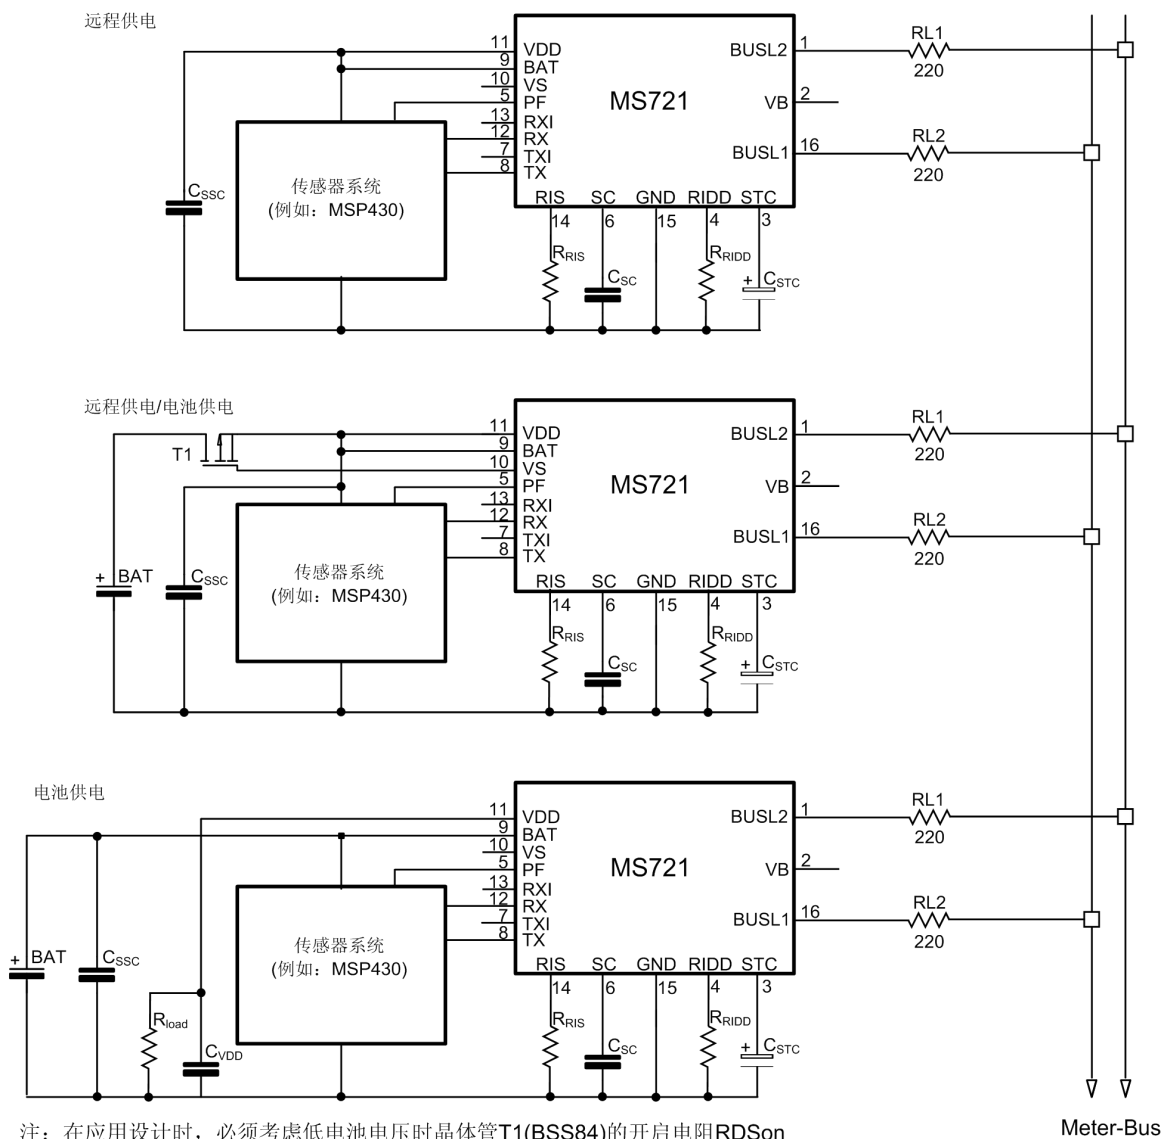 远程供电
11 VDD
9 BAT
10 VS
5 PF
13 RXI
12 RX
7 TXI
8 TX
MS721
BUSL2 1
VB 2
BUSL1 16
RL1
220
RL2
220
RIS SC GND RIDD STC
14 6 15 4 3
CSSC
传感器系统
(例如：MSP430)
RRIS
CSC
RRIDD
+ CSTC
远程供电/电池供电
T1
11 VDD
9 BAT
10 VS
5 PF
13 RXI
12 RX
7 TXI
8 TX
MS721
BUSL2 1
VB 2
BUSL1 16
RL1
220
RL2
220
RIS SC GND RIDD STC
14 6 15 4 3
+ BAT
CSSC
传感器系统
(例如：MSP430)
RRIS
CSC
RRIDD
+ CSTC
电池供电
11 VDD
9 BAT
10 VS
5 PF
13 RXI
12 RX
7 TXI
8 TX
MS721
BUSL2 1
VB 2
BUSL1 16
RL1
220
RL2
220
RIS SC GND RIDD STC
14 6 15 4 3
+ BAT
CSSC
传感器系统
(例如：MSP430)
Rload
CVDD
RRIS
CSC
RRIDD
+ CSTC
Meter-Bus
注：在应用设计时，必须考虑低电池电压时晶体管T1(BSS84)的开启电阻RDSon